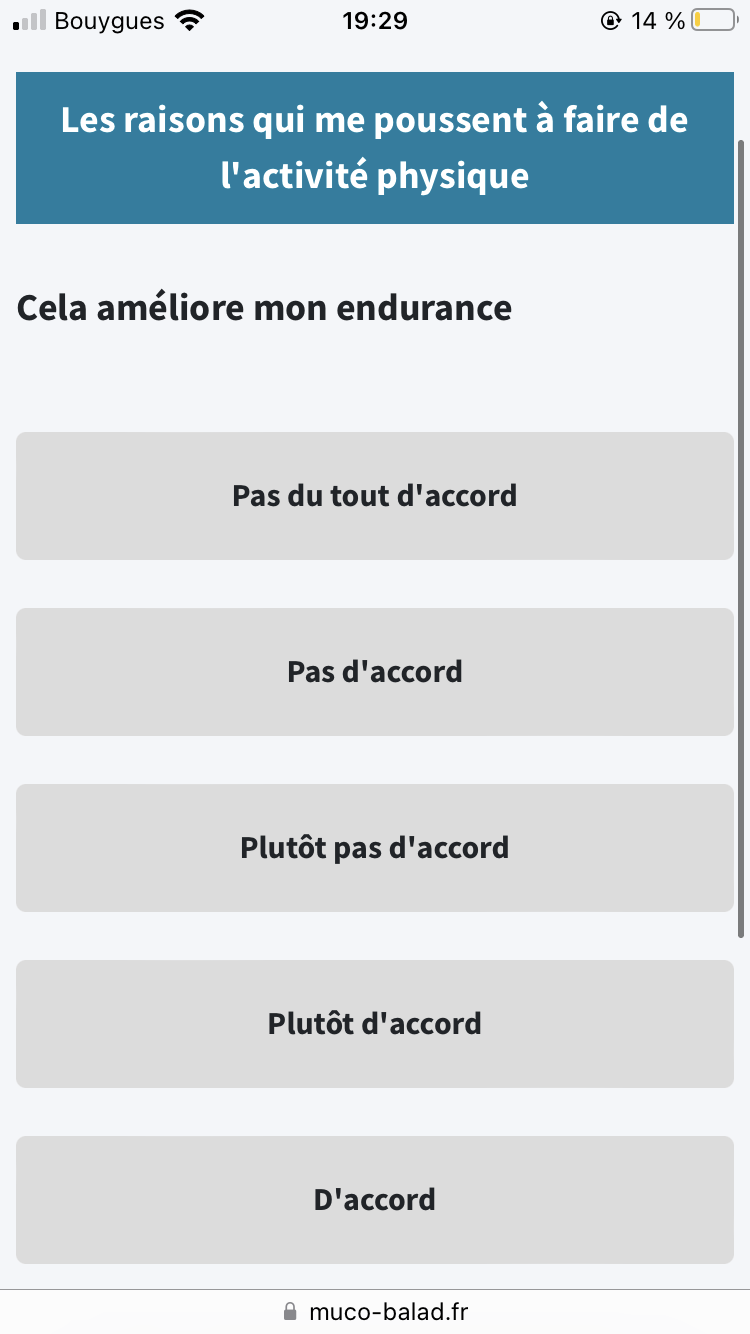 Bouygues 19:29 14 %
Les raisons qui me poussent à faire de
l'activité physique
Cela améliore mon endurance
Pas du tout d'accord
Pas d'accord
Plutôt pas d'accord
Plutôt d'accord
D'accord
muco-balad.fr